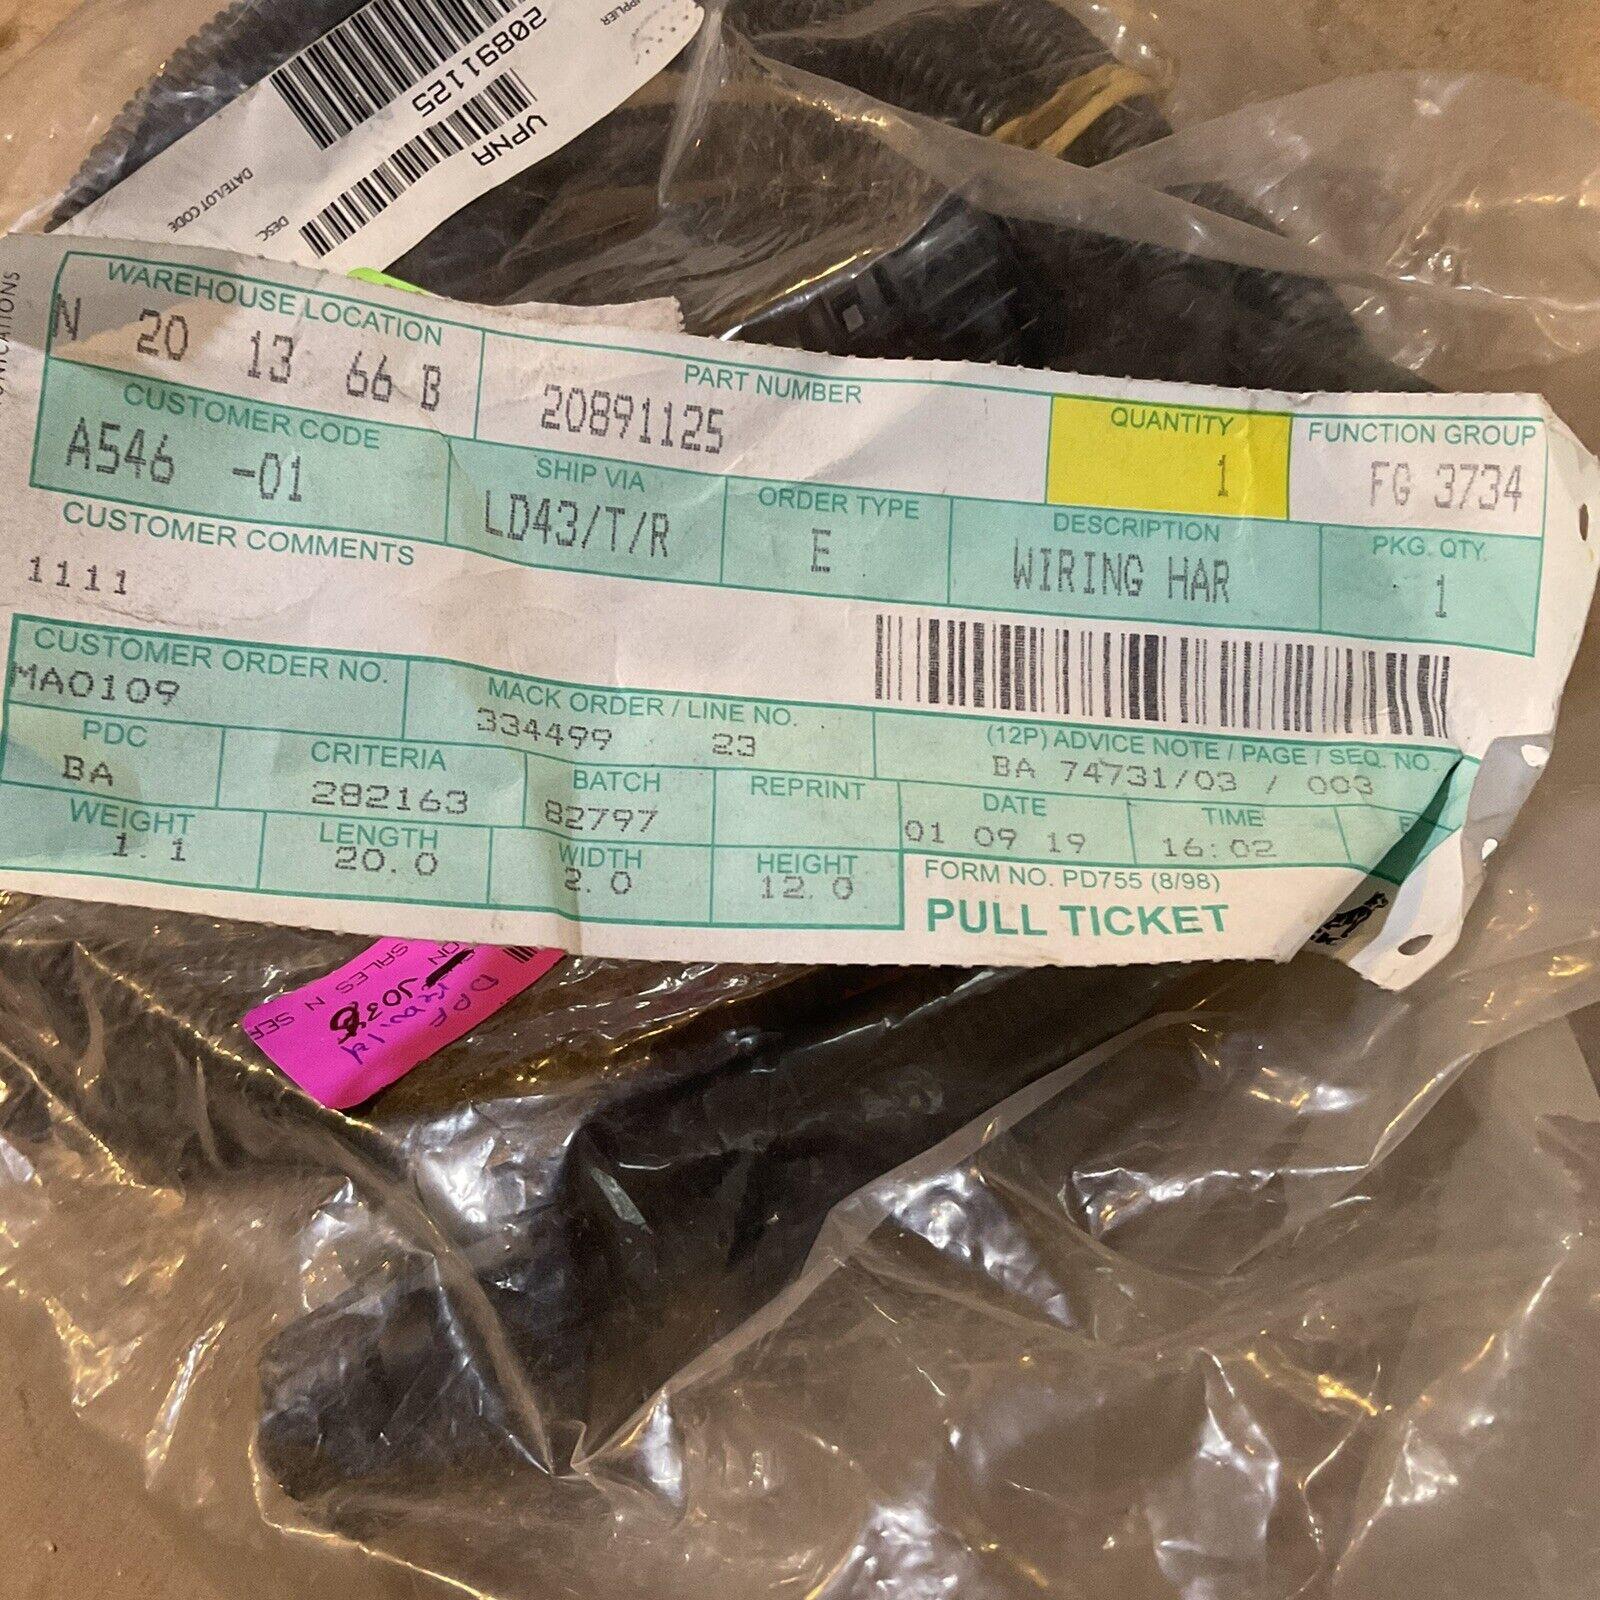 SUPPLIER
20891125
VPNA
DATE/LOT CODE
DESC
WAREHOUSE LOCATION
N 20 13 66 B
PART NUMBER
20891125
QUANTITY
1
FUNCTION GROUP
FG 3734
CUSTOMER CODE
A546 -01
SHIP VIA
LD43/T/R
ORDER TYPE
E
DESCRIPTION
WIRING HAR
PKG. QTY.
1
CUSTOMER COMMENTS
1111
CUSTOMER ORDER NO.
MA0109
MACK ORDER / LINE NO.
334499 23
(12P) ADVICE NOTE / PAGE / SEQ. NO.
BA 74731/03 / 003
PDC
BA
CRITERIA
282163
BATCH
82797
REPRINT
DATE
01 09 19
TIME
16:02
WEIGHT
1.1
LENGTH
20.0
WIDTH
2.0
HEIGHT
12.0
FORM NO. PD755 (8/98)
PULL TICKET
SALES N SER
DPF